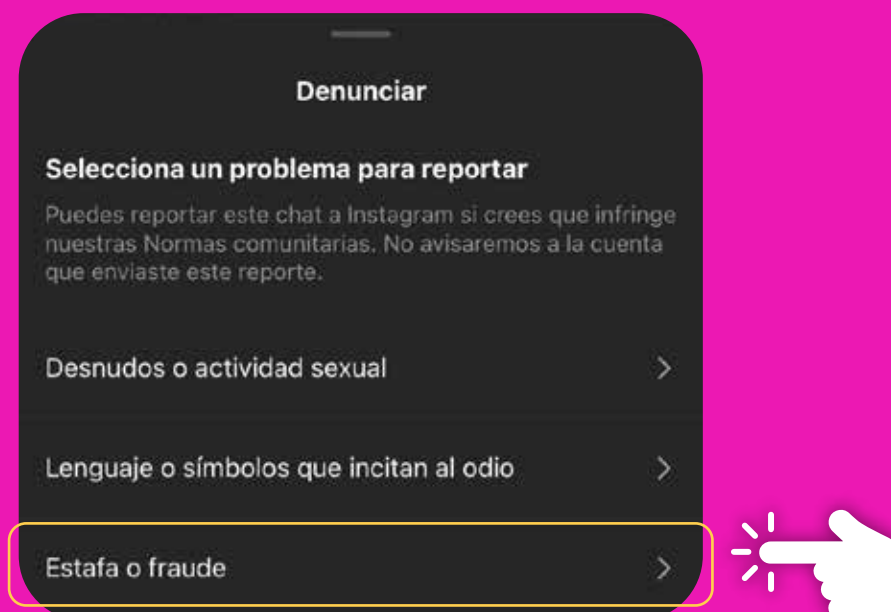 Denunciar
Selecciona un problema para reportar
Puedes reportar este chat a Instagram si crees que infringe
nuestras Normas comunitarias. No avisaremos a la cuenta
que enviaste este reporte.
Desnudos o actividad sexual
Lenguaje o símbolos que incitan al odio
Estafa o fraude